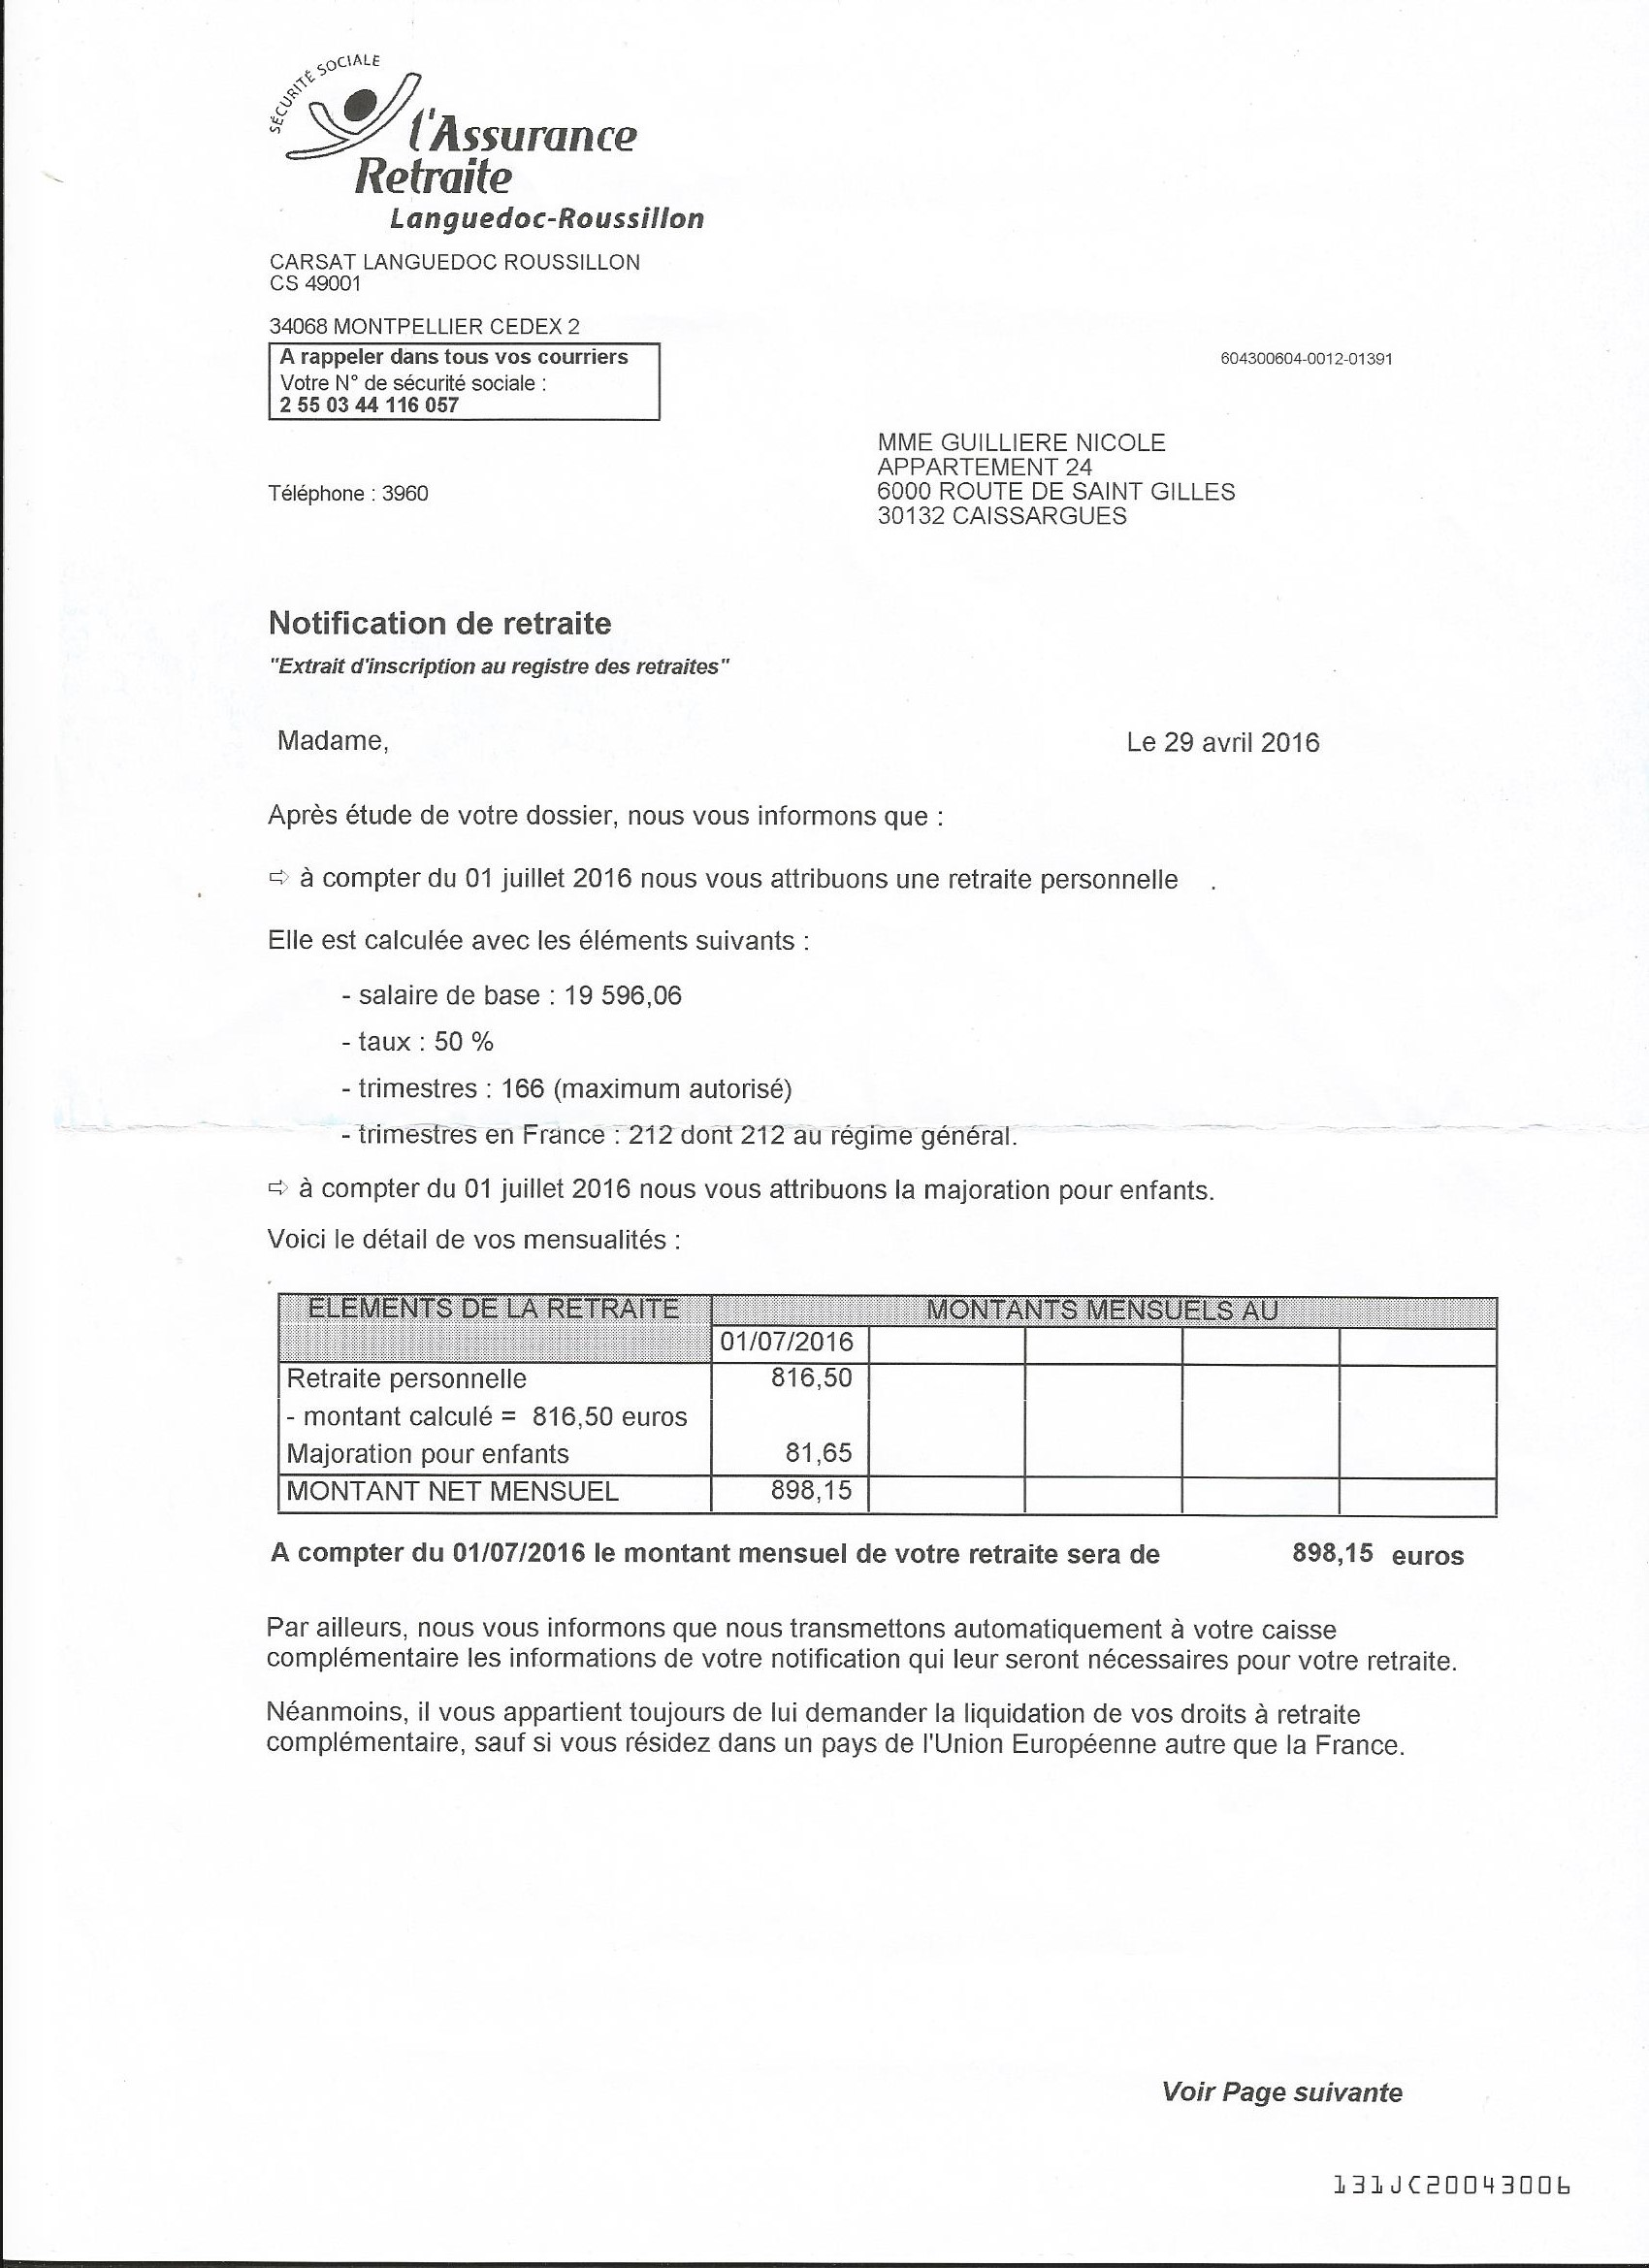 SÉCURITÉ SOCIALE
l'Assurance
Retraite
Languedoc-Roussillon
CARSAT LANGUEDOC ROUSSILLON
CS 49001
34068 MONTPELLIER CEDEX 2
A rappeler dans tous vos courriers
Votre N° de sécurité sociale :
2 55 03 44 116 057
604300604-0012-01391
MME GUILLIERE NICOLE
APPARTEMENT 24
6000 ROUTE DE SAINT GILLES
30132 CAISSARGUES
Téléphone : 3960
Notification de retraite
"Extrait d'inscription au registre des retraites"
Madame,
Le 29 avril 2016
Après étude de votre dossier, nous vous informons que :
⇨ à compter du 01 juillet 2016 nous vous attribuons une retraite personnelle .
Elle est calculée avec les éléments suivants :
- salaire de base : 19 596,06
- taux : 50 %
- trimestres : 166 (maximum autorisé)
- trimestres en France : 212 dont 212 au régime général.
⇨ à compter du 01 juillet 2016 nous vous attribuons la majoration pour enfants.
Voici le détail de vos mensualités :
ELEMENTS DE LA RETRAITE MONTANTS MENSUELS AU
01/07/2016
Retraite personnelle 816,50
- montant calculé = 816,50 euros
Majoration pour enfants 81,65
MONTANT NET MENSUEL 898,15
A compter du 01/07/2016 le montant mensuel de votre retraite sera de 898,15 euros
Par ailleurs, nous vous informons que nous transmettons automatiquement à votre caisse
complémentaire les informations de votre notification qui leur seront nécessaires pour votre retraite.
Néanmoins, il vous appartient toujours de lui demander la liquidation de vos droits à retraite
complémentaire, sauf si vous résidez dans un pays de l'Union Européenne autre que la France.
Voir Page suivante
131JC20043006